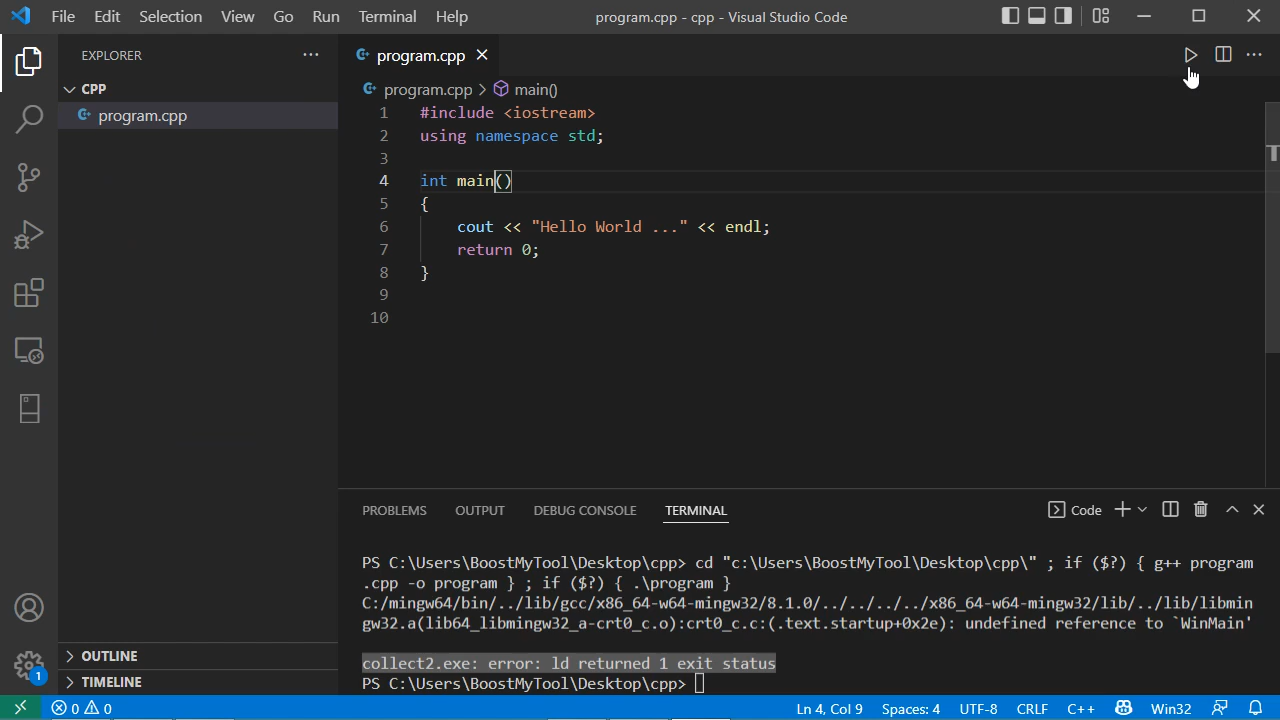 File Edit Selection View Go Run Terminal Help program.cpp - cpp - Visual Studio Code
EXPLORER
program.cpp
CPP
program.cpp > main()
program.cpp
1 #include <iostream>
2 using namespace std;
3
4 int main()
5 {
6 cout << "Hello World ..." << endl;
7 return 0;
8 }
9
10
PROBLEMS OUTPUT DEBUG CONSOLE TERMINAL Code
PS C:\Users\BoostMyTool\Desktop\cpp> cd "c:\Users\BoostMyTool\Desktop\cpp\" ; if ($?) { g++ program
.cpp -o program } ; if ($?) { .\program }
C:/mingw64/bin/../lib/gcc/x86_64-w64-mingw32/8.1.0/../../../../x86_64-w64-mingw32/lib/../lib/libmin
gw32.a(lib64_libmingw32_a-crt0_c.o):crt0_c.c:(.text.startup+0x2e): undefined reference to `WinMain'
collect2.exe: error: ld returned 1 exit status
PS C:\Users\BoostMyTool\Desktop\cpp>
OUTLINE
TIMELINE
1
0 0 Ln 4, Col 9 Spaces: 4 UTF-8 CRLF C++ Win32